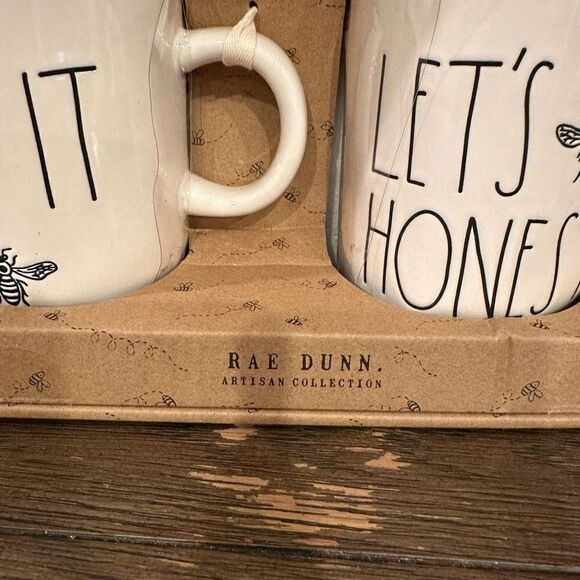 IT
LET'S
HONES
RAE DUNN.
ARTISAN COLLECTION